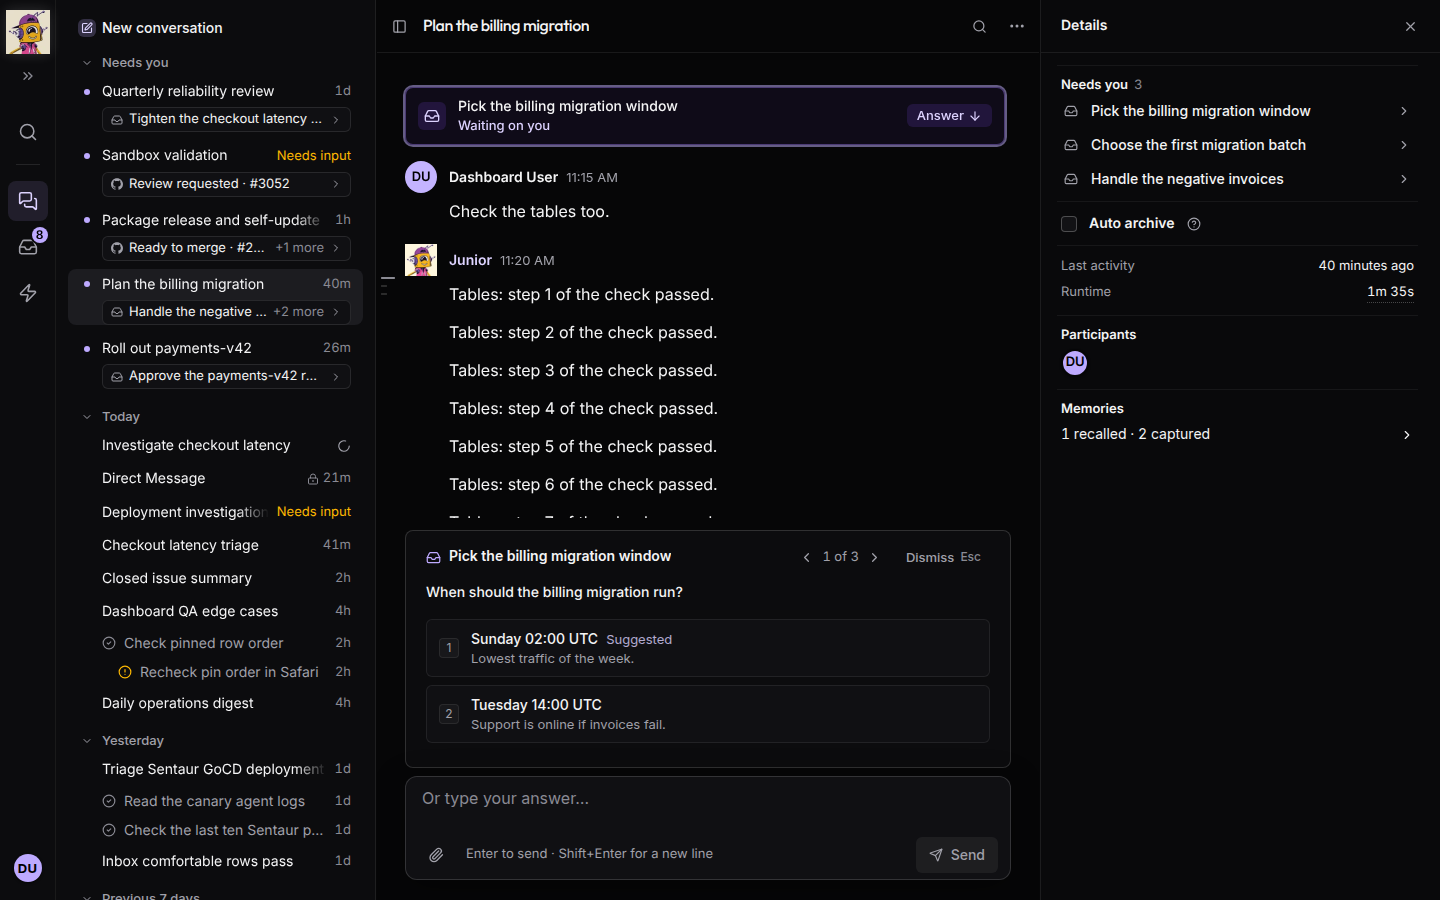 New conversation
Needs you
Quarterly reliability review 1d
Tighten the checkout latency ...
Sandbox validation Needs input
Review requested · #3052
Package release and self-update 1h
Ready to merge · #2... +1 more
8
Plan the billing migration 40m
Handle the negative ... +2 more
Roll out payments-v42 26m
Approve the payments-v42 r...
Today
Investigate checkout latency
Direct Message 21m
Deployment investigation Needs input
Checkout latency triage 41m
Closed issue summary 2h
Dashboard QA edge cases 4h
Check pinned row order 2h
Recheck pin order in Safari 2h
Daily operations digest 4h
Yesterday
Triage Sentaur GoCD deployment 1d
Read the canary agent logs 1d
Check the last ten Sentaur p... 1d
Inbox comfortable rows pass 1d
Previous 7 days
DU
Plan the billing migration
Pick the billing migration window
Waiting on you
Answer
DU
Dashboard User 11:15 AM
Check the tables too.
Junior 11:20 AM
Tables: step 1 of the check passed.
Tables: step 2 of the check passed.
Tables: step 3 of the check passed.
Tables: step 4 of the check passed.
Tables: step 5 of the check passed.
Tables: step 6 of the check passed.
Pick the billing migration window
1 of 3
Dismiss Esc
When should the billing migration run?
1
Sunday 02:00 UTC Suggested
Lowest traffic of the week.
2
Tuesday 14:00 UTC
Support is online if invoices fail.
Or type your answer...
Enter to send · Shift+Enter for a new line
Send
Details
Needs you 3
Pick the billing migration window
Choose the first migration batch
Handle the negative invoices
Auto archive
Last activity 40 minutes ago
Runtime 1m 35s
Participants
DU
Memories
1 recalled · 2 captured